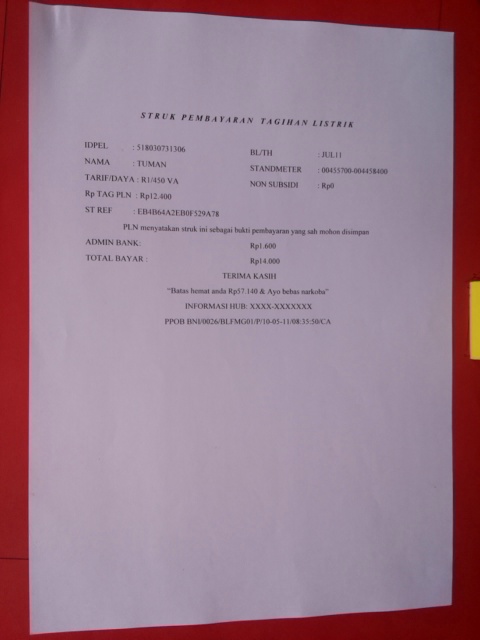 STRUK PEMBAYARAN TAGIHAN LISTRIK
IDPEL : 518030731306
BL/TH : JUL11
NAMA : TUMAN
STANDMETER : 00455700-004458400
TARIF/DAYA : R1/450 VA
NON SUBSIDI : Rp0
Rp TAG PLN : Rp12.400
ST REF : EB4B64A2EB0F529A78
PLN menyatakan struk ini sebagai bukti pembayaran yang sah mohon disimpan
ADMIN BANK: Rp1.600
TOTAL BAYAR : Rp14.000
TERIMA KASIH
“Batas hemat anda Rp57.140 & Ayo bebas narkoba”
INFORMASI HUB: XXXX-XXXXXXX
PPOB BNI/0026/BLFMG01/P/10-05-11/08:35:50/CA